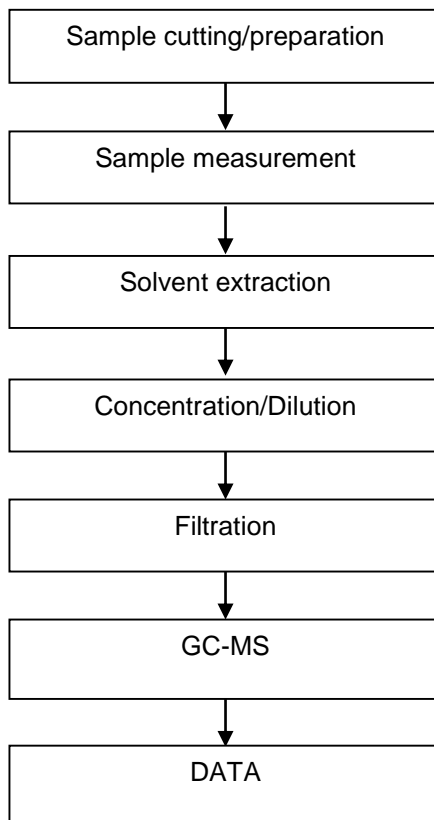 Sample cutting/preparation
Sample measurement
Solvent extraction
Concentration/Dilution
Filtration
GC-MS
DATA